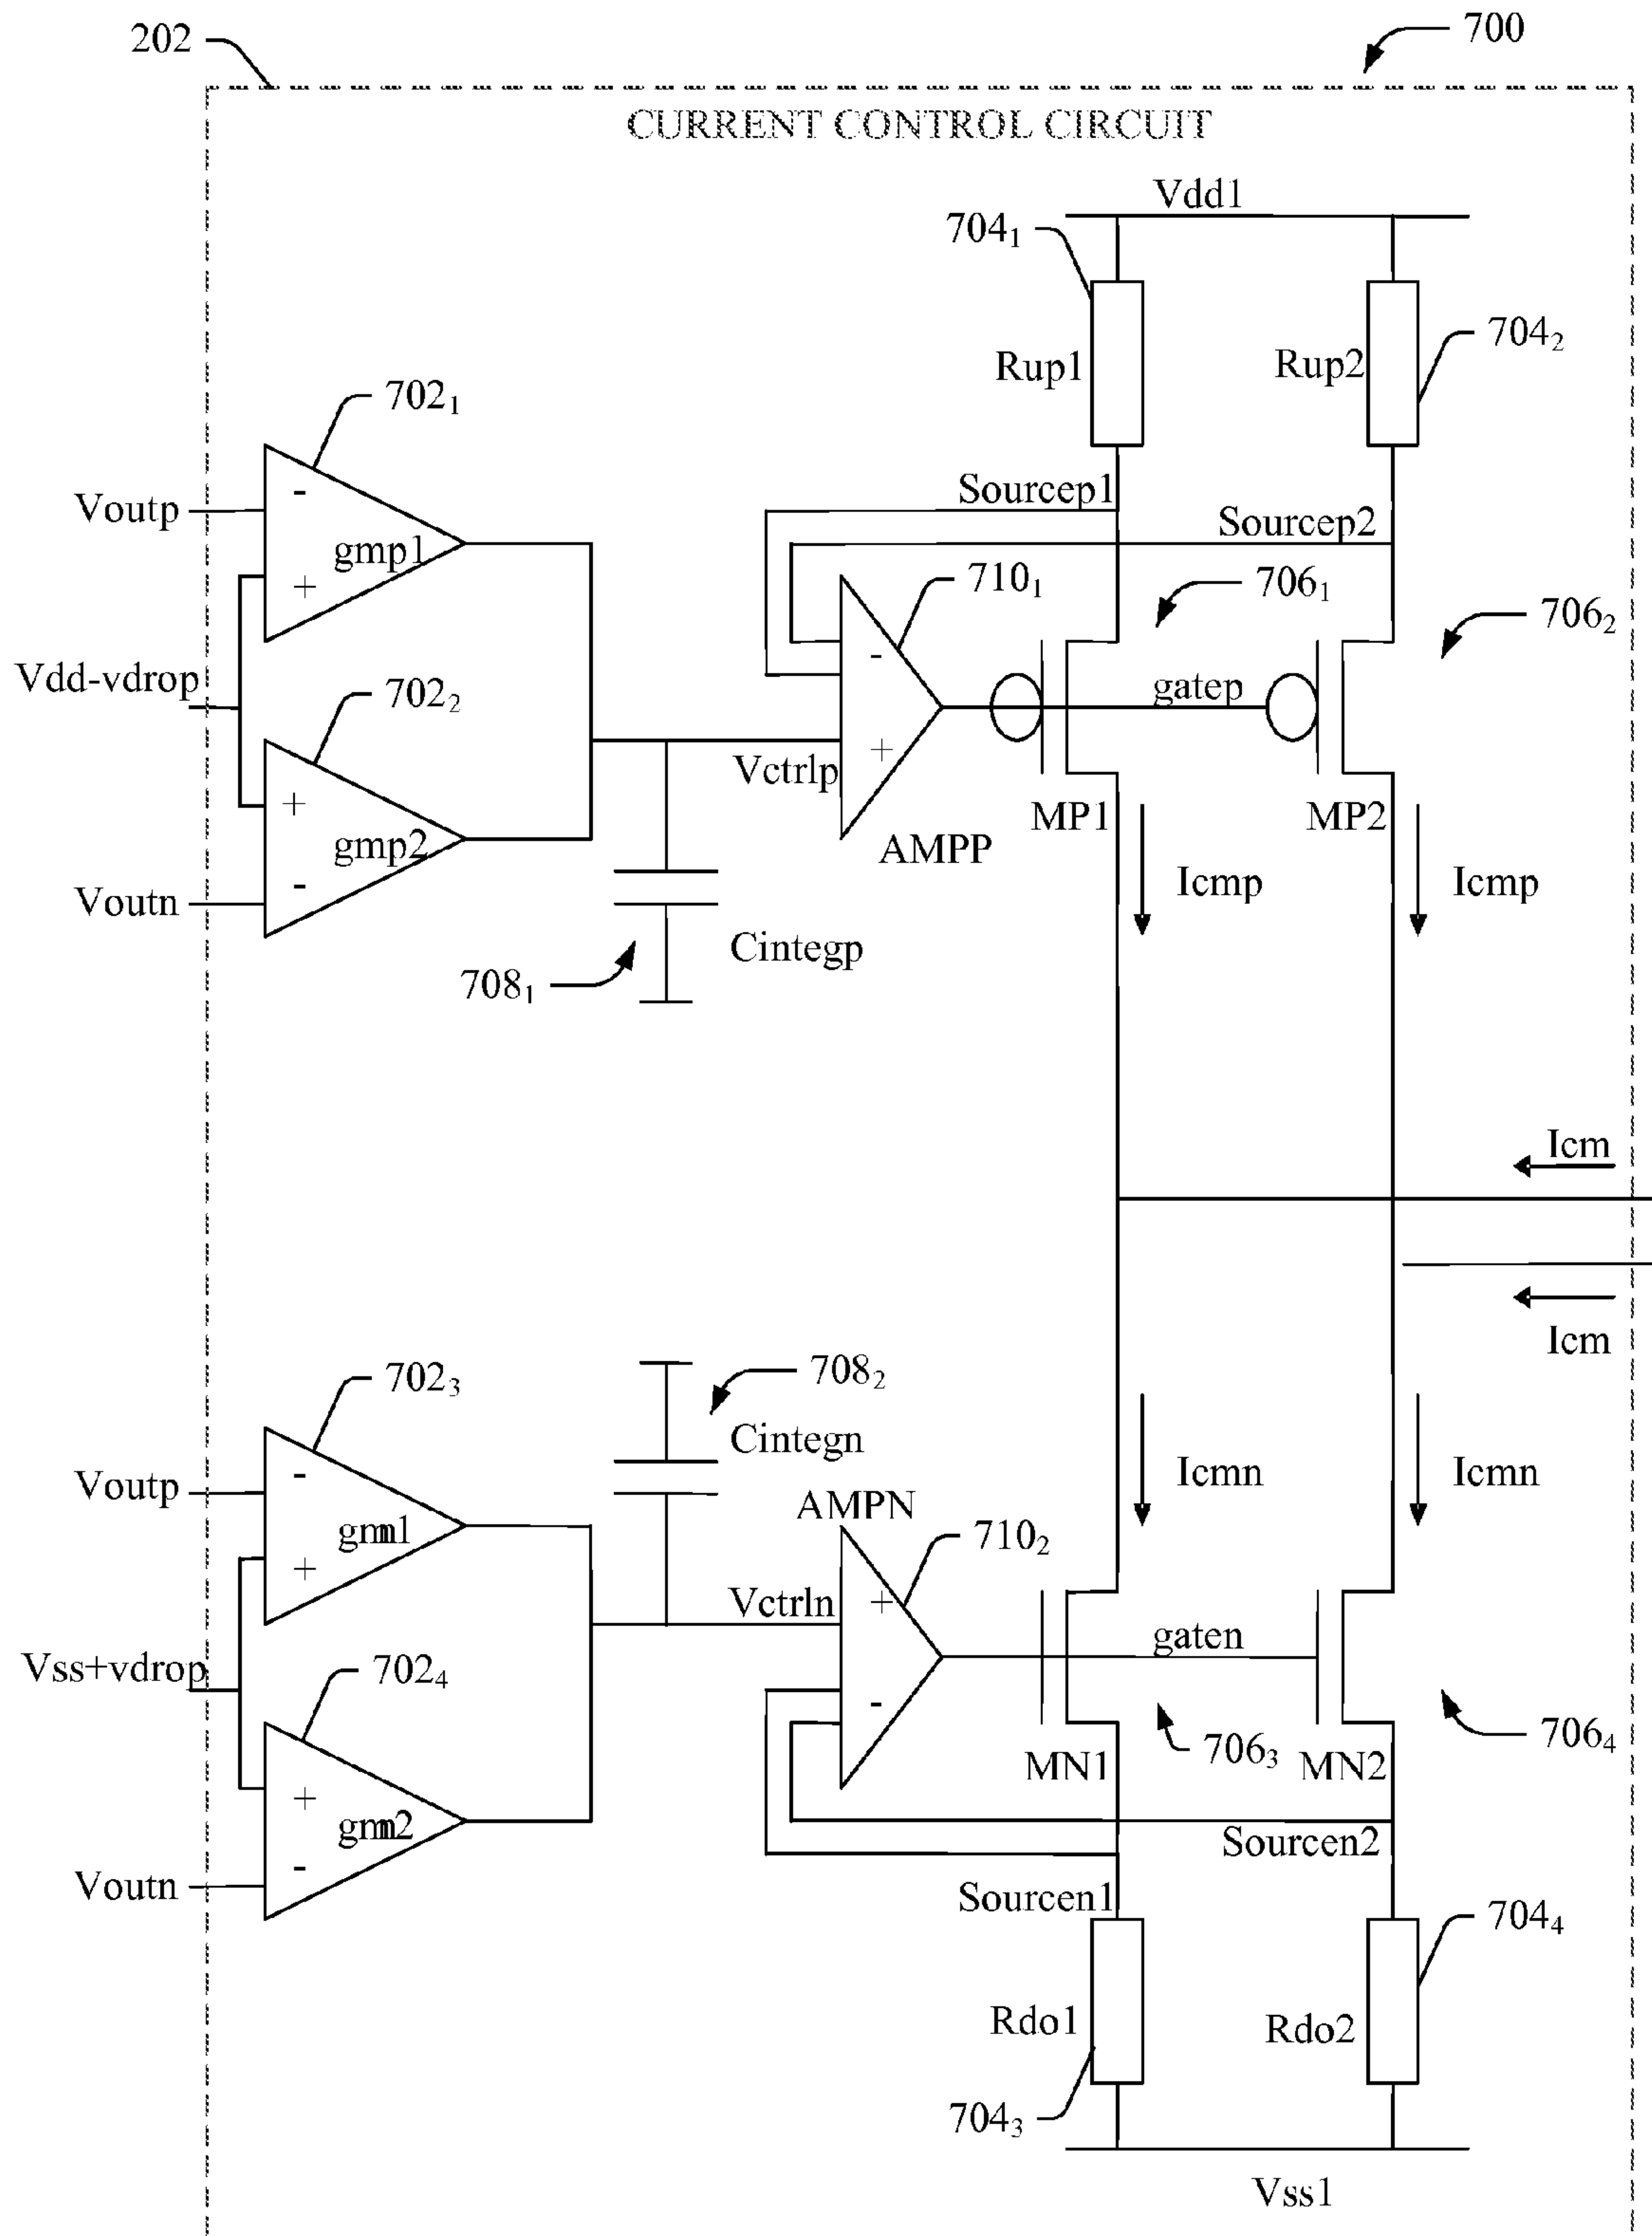 202
700
CURRENT CONTROL CIRCUIT
Vdd1
704₁
Rup1
Rup2
704₂
702₁
Voutp
-
gmp1
+
Sourcep1
Sourcep2
710₁
706₁
706₂
Vdd-vdrop
702₂
-
gatep
+
Vctrlp
+
gmp2
-
Voutn
AMPP
MP1
MP2
Icmp
Icmp
Cintegp
708₁
Icm
Icm
702₃
708₂
Cintegn
Voutp
-
gmn1
+
AMPN
710₂
Icmn
Icmn
Vctrln
+
gaten
-
Vss+vdrop
702₄
706₃
706₄
MN1
MN2
+
gmn2
-
Voutn
Sourcen2
Sourcen1
704₄
Rdo1
Rdo2
704₃
Vss1